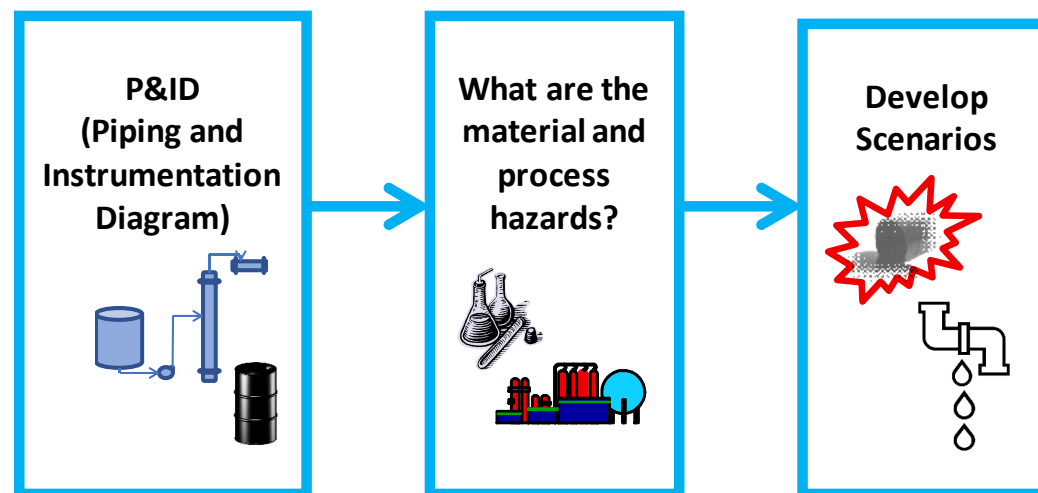 P&ID
(Piping and
Instrumentation
Diagram)
What are the
material and
process
hazards?
Develop
Scenarios